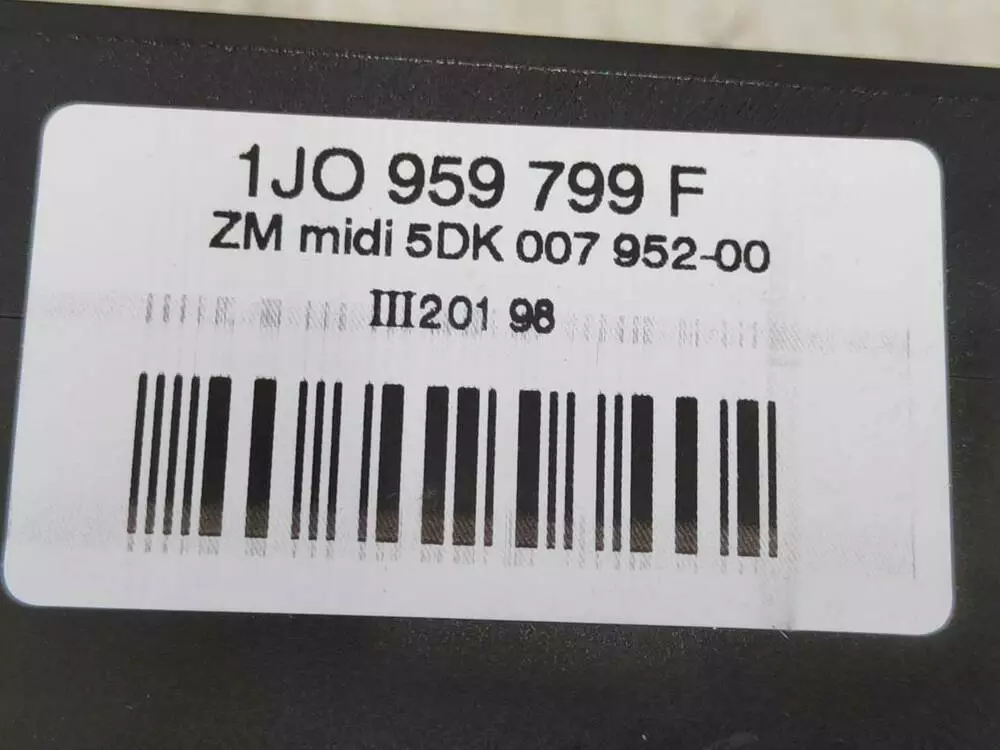 1JO 959 799 F
ZM midi 5DK 007 952-00
III201 98